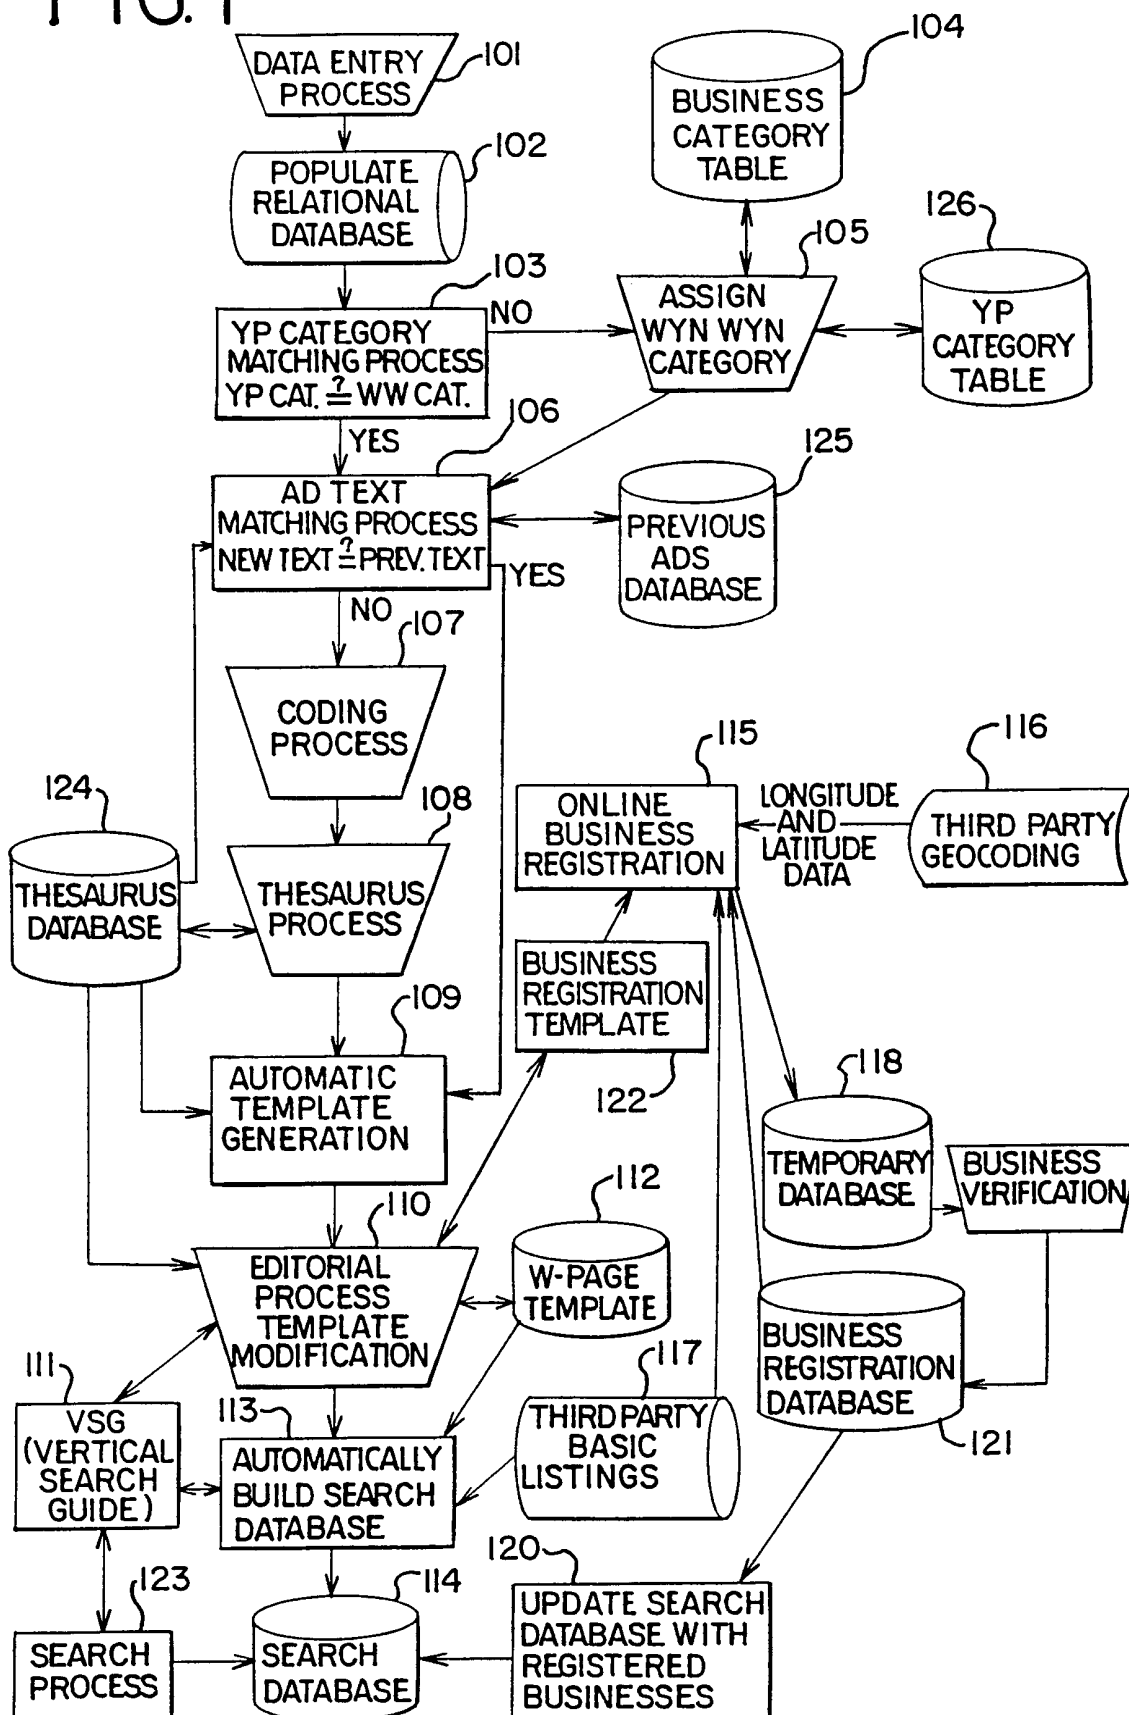 FIG. 1
DATA ENTRY
PROCESS
101
104
BUSINESS
CATEGORY
TABLE
POPULATE
RELATIONAL
DATABASE
102
126
YP
CATEGORY
TABLE
105
ASSIGN
WYN WYN
CATEGORY
103
YP CATEGORY
MATCHING PROCESS
YP CAT. ?= WW CAT.
NO
YES
106
AD TEXT
MATCHING PROCESS
NEW TEXT ?= PREV. TEXT
YES
NO
125
PREVIOUS
ADS
DATABASE
107
CODING
PROCESS
115
ONLINE
BUSINESS
REGISTRATION
LONGITUDE
AND
LATITUDE
DATA
116
THIRD PARTY
GEOCODING
124
THESAURUS
DATABASE
108
THESAURUS
PROCESS
BUSINESS
REGISTRATION
TEMPLATE
122
109
AUTOMATIC
TEMPLATE
GENERATION
118
TEMPORARY
DATABASE
BUSINESS
VERIFICATION
110
EDITORIAL
PROCESS
TEMPLATE
MODIFICATION
112
W-PAGE
TEMPLATE
BUSINESS
REGISTRATION
DATABASE
121
111
VSG
(VERTICAL
SEARCH
GUIDE)
113
AUTOMATICALLY
BUILD SEARCH
DATABASE
117
THIRD PARTY
BASIC
LISTINGS
123
SEARCH
PROCESS
114
SEARCH
DATABASE
120
UPDATE SEARCH
DATABASE WITH
REGISTERED
BUSINESSES